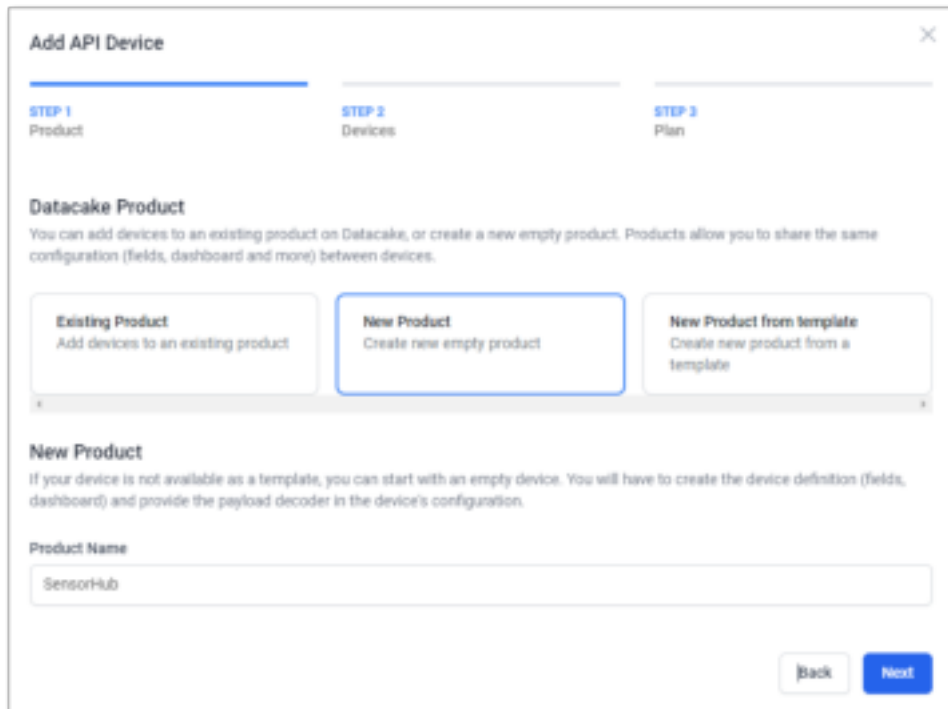 Add API Device
STEP 1
Product
STEP 2
Devices
STEP 3
Plan
Datacake Product
You can add devices to an existing product on Datacake, or create a new empty product. Products allow you to share the same
configuration (fields, dashboard and more) between devices.
Existing Product
Add devices to an existing product
New Product
Create new empty product
New Product from template
Create new product from a
template
New Product
If your device is not available as a template, you can start with an empty device. You will have to create the device definition (fields,
dashboard) and provide the payload decoder in the device's configuration.
Product Name
SensorHub
Back
Next